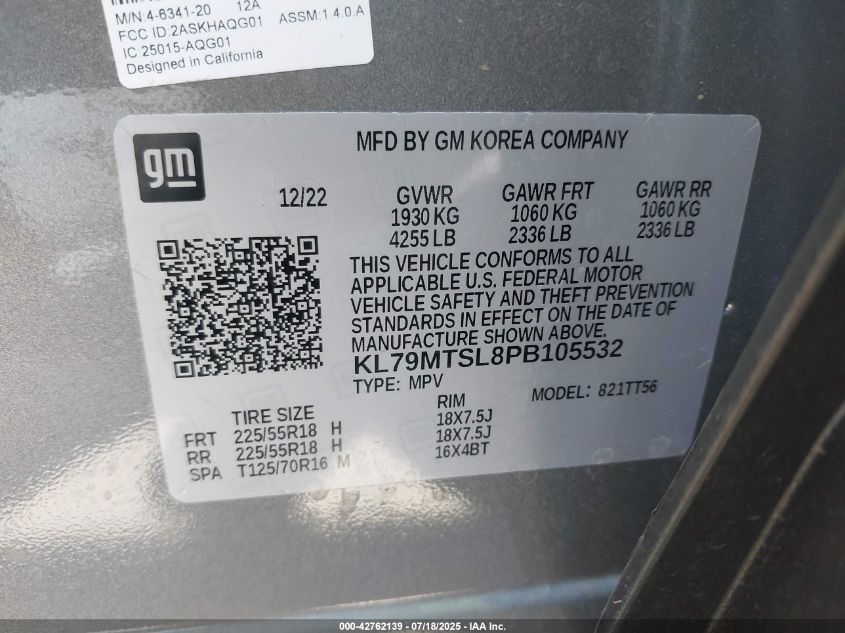 M/N:4-6341-20 12A
FCC ID:2ASKHAQG01 ASSM:1.4.0.A
IC:25015-AQG01
Designed in California
gm
MFD BY GM KOREA COMPANY
12/22 GVWR GAWR FRT GAWR RR
1930 KG 1060 KG 1060 KG
4255 LB 2336 LB 2336 LB
THIS VEHICLE CONFORMS TO ALL
APPLICABLE U.S. FEDERAL MOTOR
VEHICLE SAFETY AND THEFT PREVENTION
STANDARDS IN EFFECT ON THE DATE OF
MANUFACTURE SHOWN ABOVE.
KL79MTSL8PB105532
TYPE: MPV MODEL: 821TT56
TIRE SIZE RIM
FRT 225/55R18 H 18X7.5J
RR 225/55R18 H 18X7.5J
SPA T125/70R16 M 16X4BT
000-42762139 - 07/18/2025 - IAA Inc.